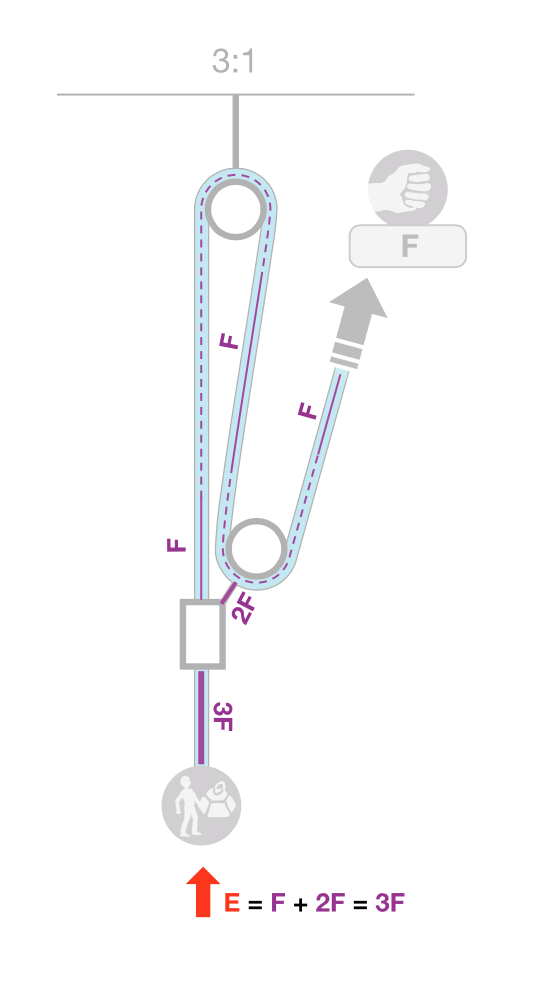 3:1
F
F
F
F
2F
3F
E = F + 2F = 3F